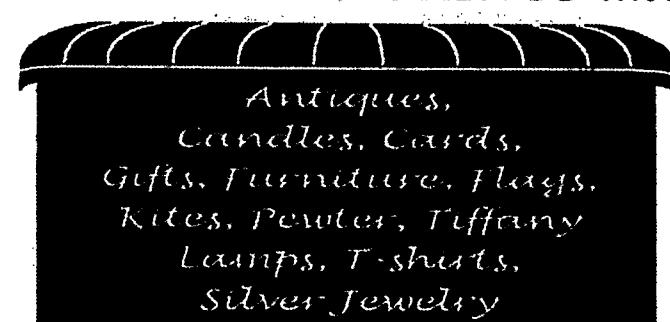 Antiques,
Candles, Cards,
Gifts, Furniture, Flags,
Kites, Pewter, Tiffany
Lamps, T-shirts,
Silver Jewelry